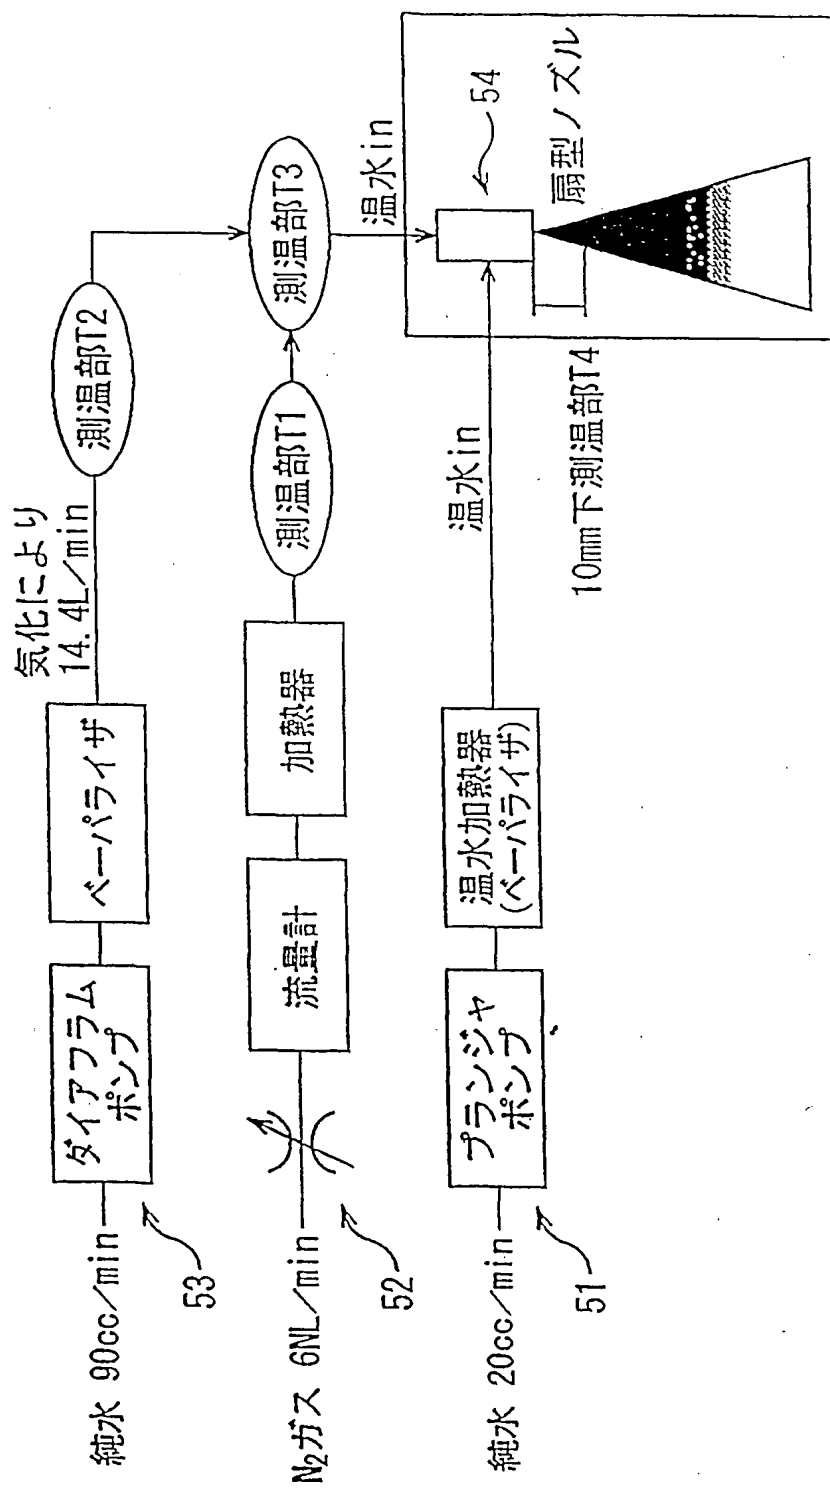 純水 90cc/min
ダイアフラム
ポンプ
ベーパライザ
気化により
14.4L/min
測温部T2
53
N₂ガス 6NL/min
流量計
加熱器
測温部T1
測温部T3
52
温水in
54
扇型ノズル
純水 20cc/min
プランジャ
ポンプ
温水加熱器
(ベーパライザ)
温水in
10mm下測温部T4
51